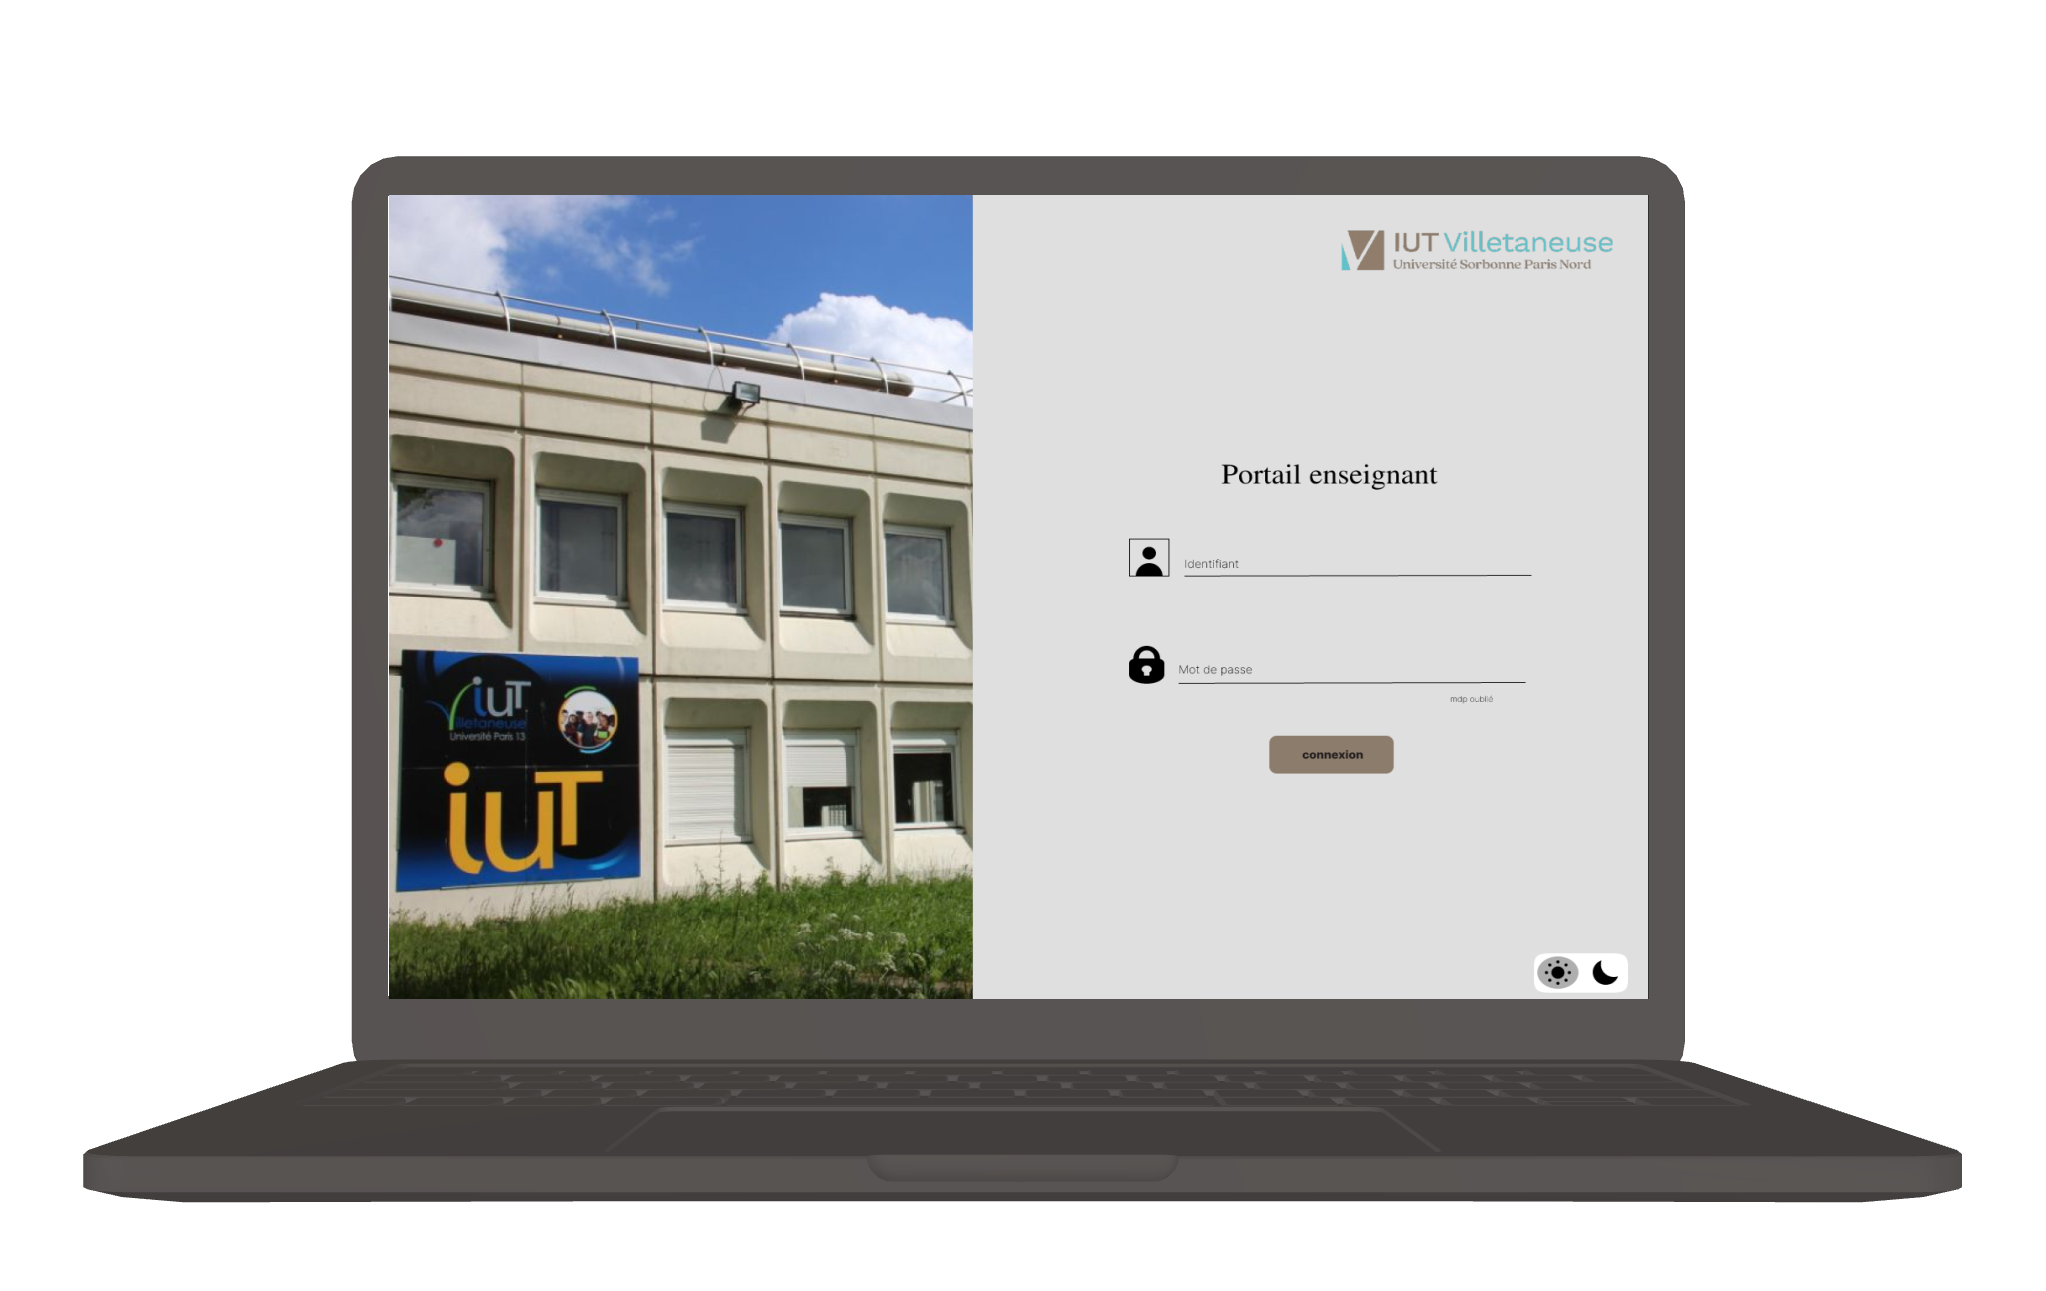 IUT Villetaneuse
Université Sorbonne Paris Nord
Portail enseignant
Identifiant
Mot de passe
mdp oublié
connexion
iUT
Villetaneuse
Université Paris 13
iUT